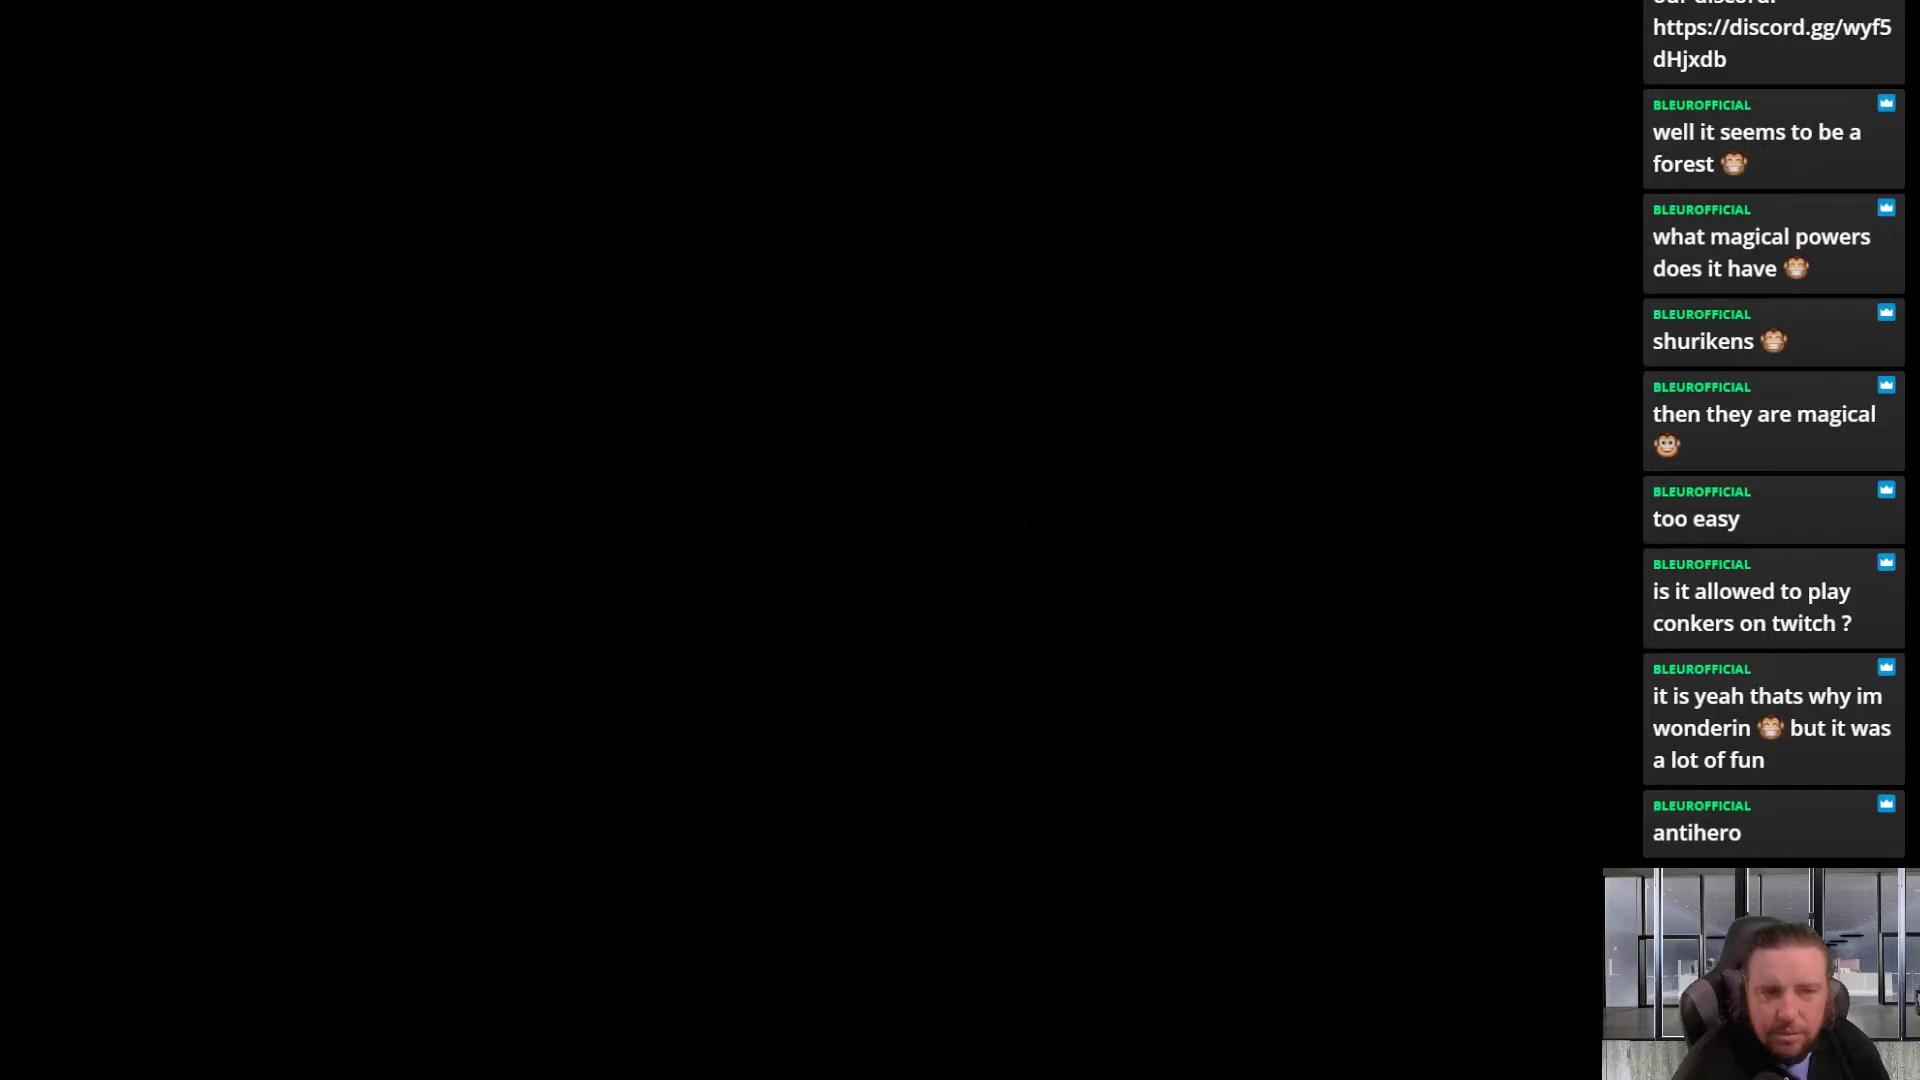 https://discord.gg/wyf5
dHjxdb
BLEUROFFICIAL
well it seems to be a
forest
BLEUROFFICIAL
what magical powers
does it have
BLEUROFFICIAL
shurikens
BLEUROFFICIAL
then they are magical
BLEUROFFICIAL
too easy
BLEUROFFICIAL
is it allowed to play
conkers on twitch ?
BLEUROFFICIAL
it is yeah thats why im
wonderin but it was
a lot of fun
BLEUROFFICIAL
antihero